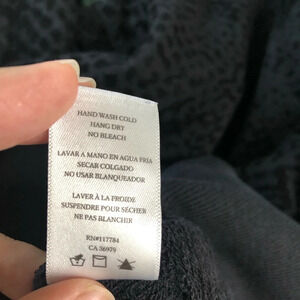 HAND WASH COLD
HANG DRY
NO BLEACH
LAVAR A MANO EN AGUA FRIA
SECAR COLGADO
NO USAR BLANQUEADOR
LAVER À LA FROIDE
SUSPENDRE POUR SÉCHER
NE PAS BLANCHIR
RN#117784
CA 36979